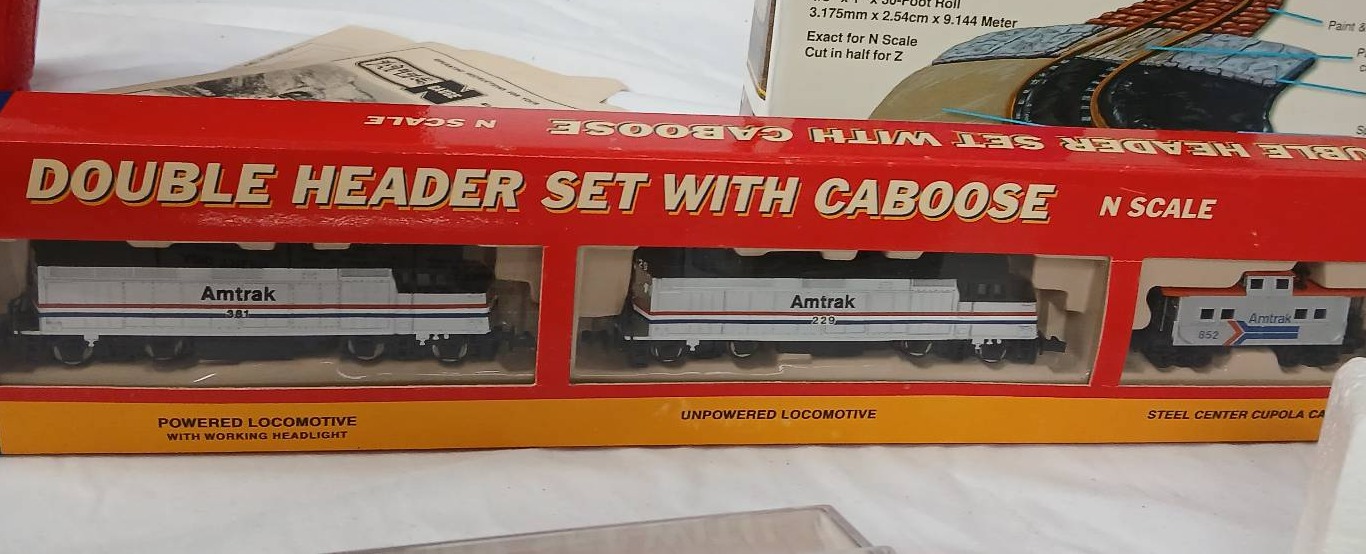 3.175mm x 2.54cm x 9.144 Meter
Exact for N Scale
Cut in half for Z
Paint &
N SCALE
DOUBLE HEADER SET WITH CABOOSE
DOUBLE HEADER SET WITH CABOOSE N SCALE
Amtrak
381
Amtrak
229
Amtrak
852
POWERED LOCOMOTIVE
WITH WORKING HEADLIGHT
UNPOWERED LOCOMOTIVE
STEEL CENTER CUPOLA CA